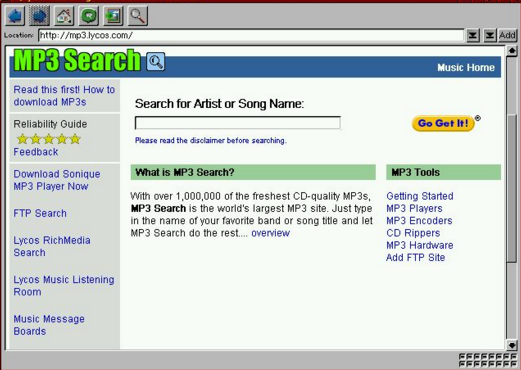 Location: http://mp3.lycos.com/
Add
MP3 Search
Music Home
Read this first! How to
download MP3s
Reliability Guide
Feedback
Download Sonique
MP3 Player Now
FTP Search
Lycos RichMedia
Search
Lycos Music Listening
Room
Music Message
Boards
Search for Artist or Song Name:
Go Get It!®
Please read the disclaimer before searching.
What is MP3 Search?
With over 1,000,000 of the freshest CD-quality MP3s,
MP3 Search is the world's largest MP3 site. Just type
in the name of your favorite band or song title and let
MP3 Search do the rest.... overview
MP3 Tools
Getting Started
MP3 Players
MP3 Encoders
CD Rippers
MP3 Hardware
Add FTP Site